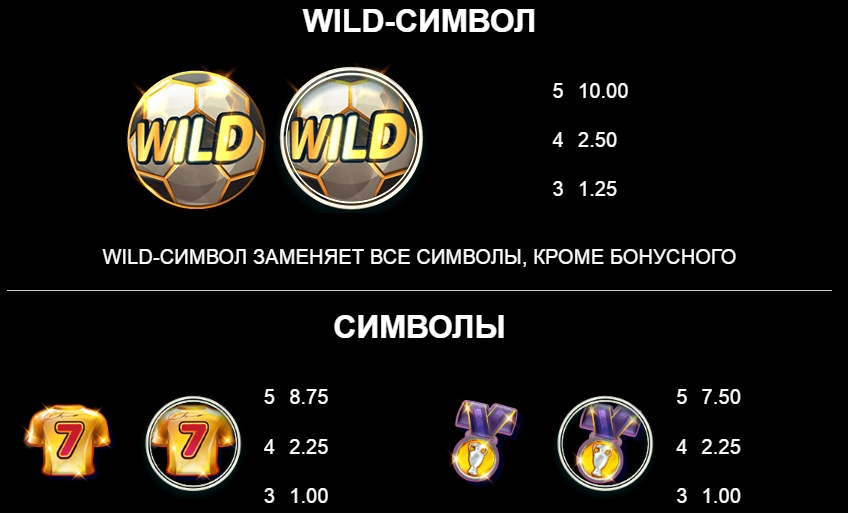 WILD-СИМВОЛ
WILD
WILD
5 10.00
4 2.50
3 1.25
WILD-СИМВОЛ ЗАМЕНЯЕТ ВСЕ СИМВОЛЫ, КРОМЕ БОНУСНОГО
СИМВОЛЫ
7
7
5 8.75
4 2.25
3 1.00
5 7.50
4 2.25
3 1.00